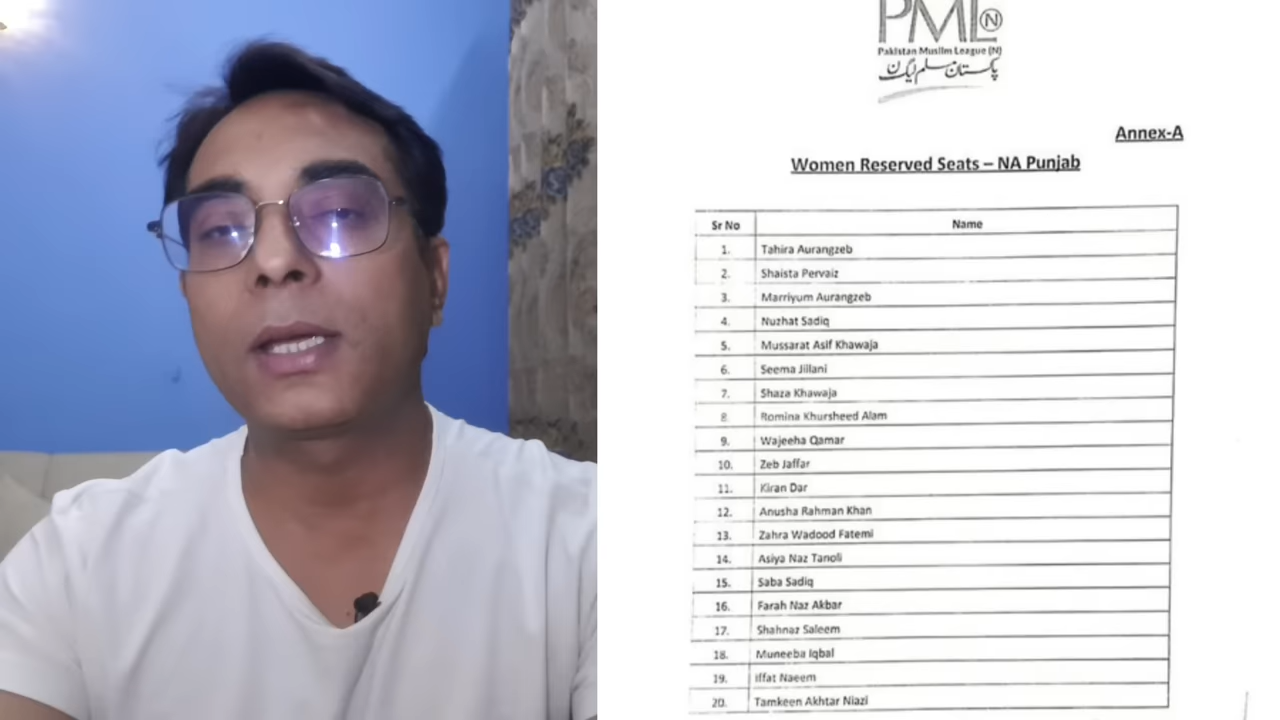 PML N
Pakistan Muslim League (N)
پاکستان مسلم لیگ ن
Annex-A
Women Reserved Seats – NA Punjab
Sr No Name
1. Tahira Aurangzeb
2. Shaista Pervaiz
3. Marriyum Aurangzeb
4. Nuzhat Sadiq
5. Mussarat Asif Khawaja
6. Seema Jillani
7. Shaza Khawaja
8. Romina Khursheed Alam
9. Wajeeha Qamar
10. Zeb Jaffar
11. Kiran Dar
12. Anusha Rahman Khan
13. Zahra Wadood Fatemi
14. Asiya Naz Tanoli
15. Saba Sadiq
16. Farah Naz Akbar
17. Shahnaz Saleem
18. Muneeba Iqbal
19. Iffat Naeem
20. Tamkeen Akhtar Niazi